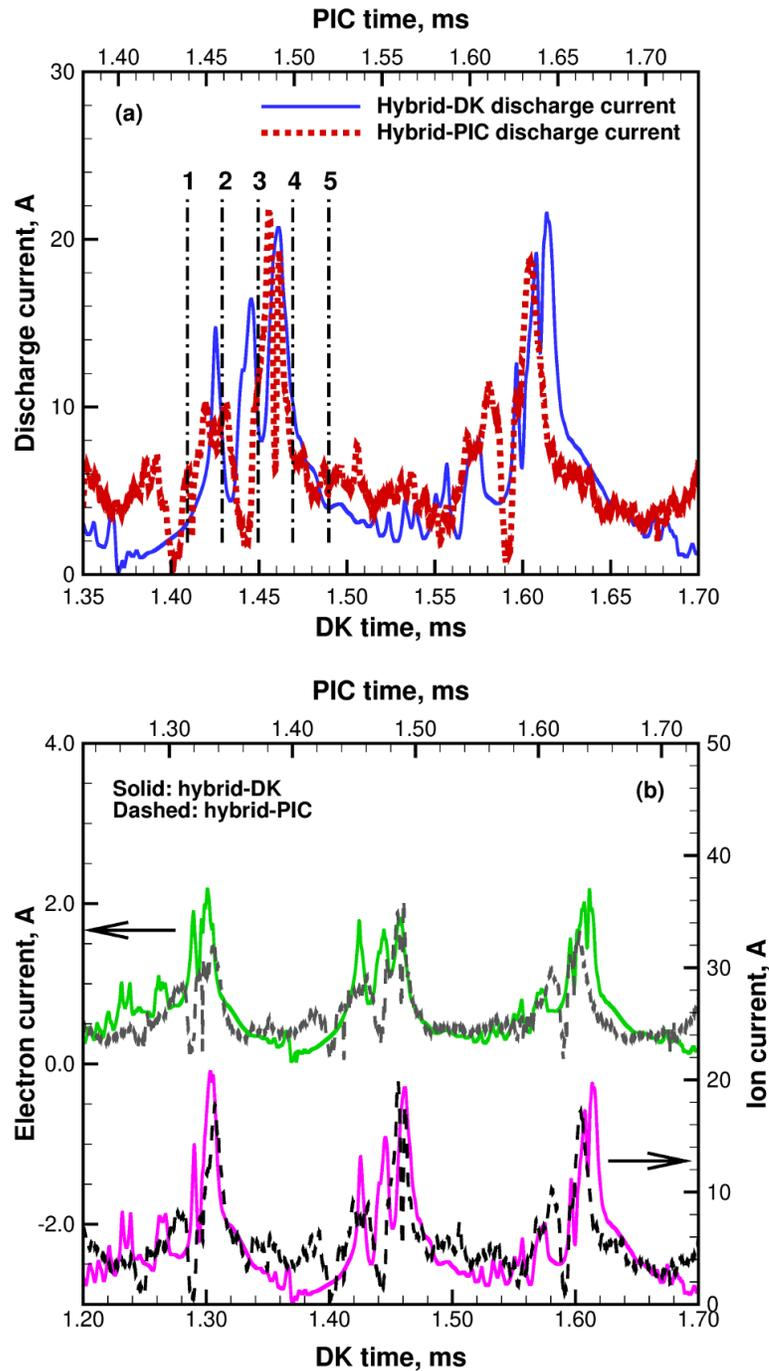 PIC time, ms
1.40 1.45 1.50 1.55 1.60 1.65 1.70
30
(a)
Hybrid-DK discharge current
Hybrid-PIC discharge current
1 2 3 4 5
20
Discharge current, A
10
0
1.35 1.40 1.45 1.50 1.55 1.60 1.65 1.70
DK time, ms
PIC time, ms
1.30 1.40 1.50 1.60 1.70
4.0 50
Solid: hybrid-DK
(b)
Dashed: hybrid-PIC
40
2.0
Electron current, A
30
Ion current, A
0.0
20
10
-2.0
0
1.20 1.30 1.40 1.50 1.60 1.70
DK time, ms